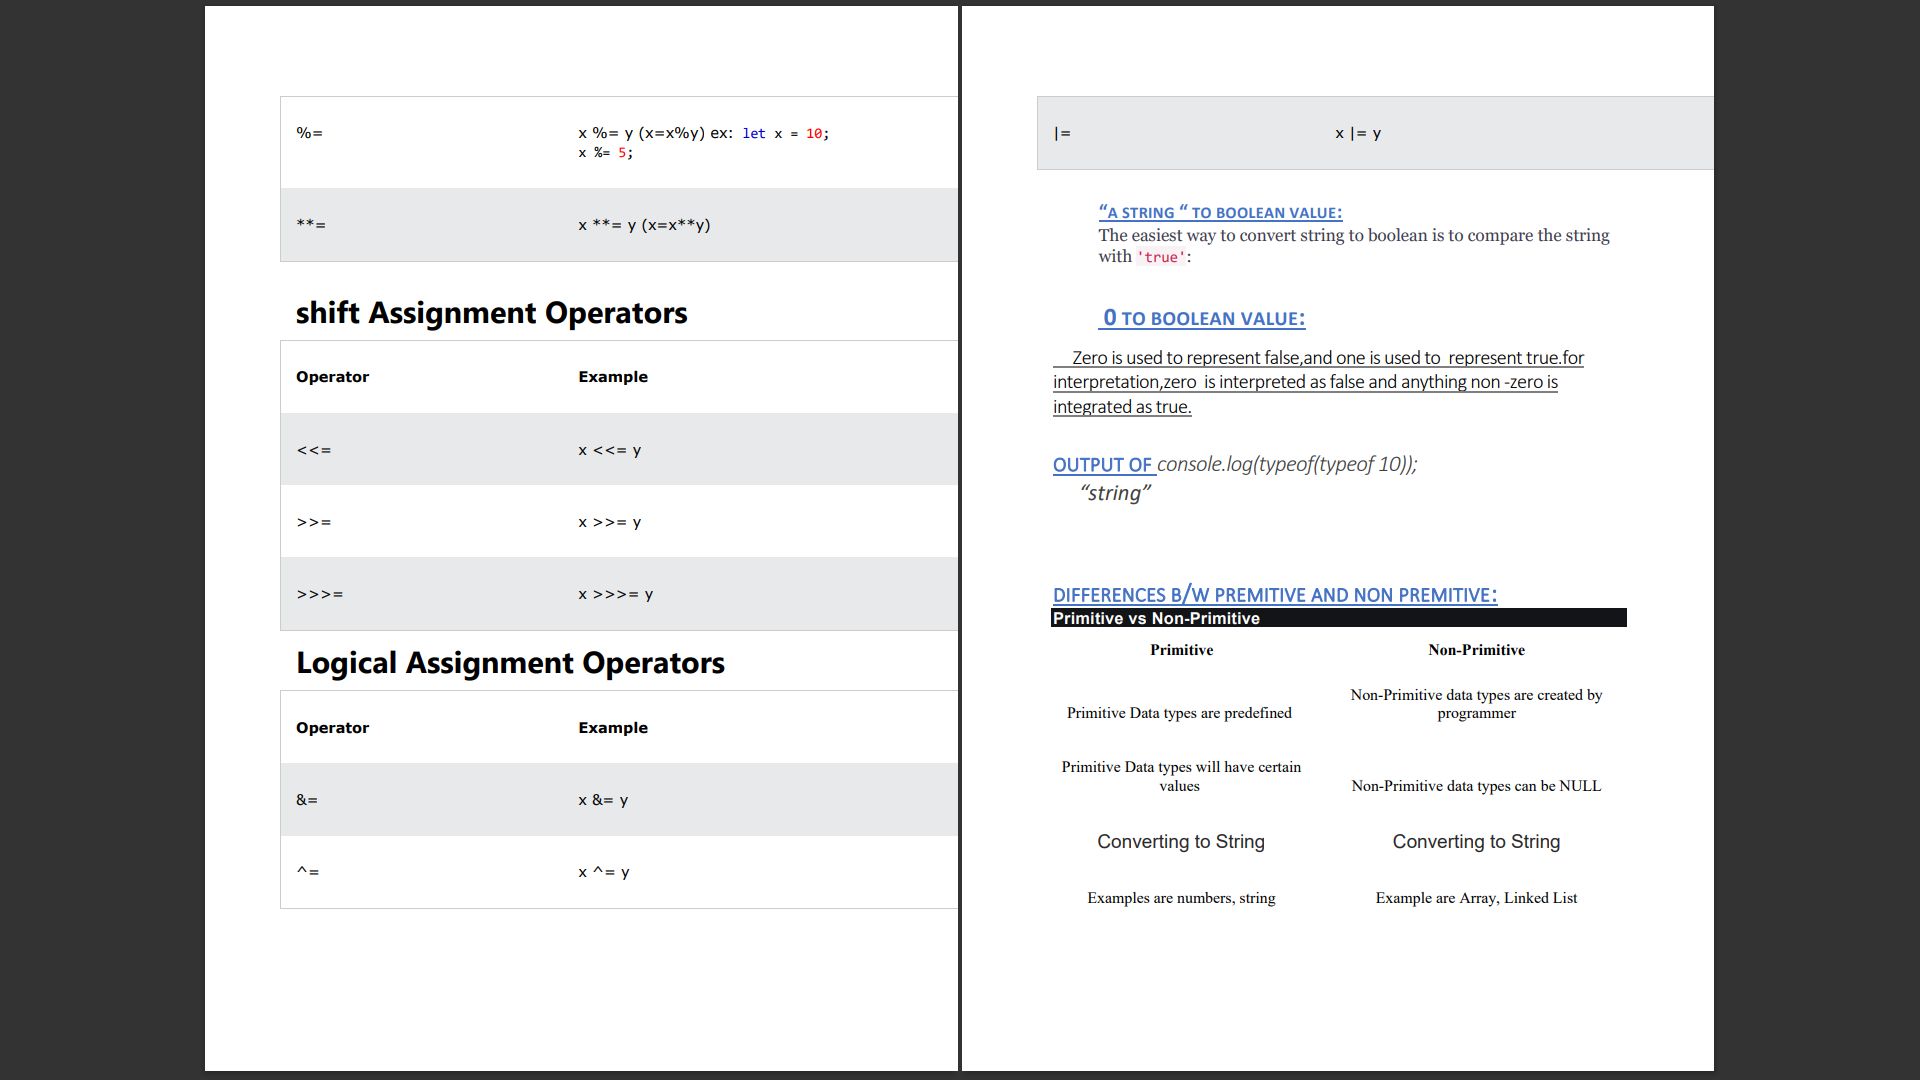 %= x %= y (x=x%y) ex: let x = 10;
x %= 5;
**= x **= y (x=x**y)
shift Assignment Operators
Operator Example
<<= x <<= y
>>= x >>= y
>>>= x >>>= y
Logical Assignment Operators
Operator Example
&= x &= y
^= x ^= y
|= x |= y
“A STRING “ TO BOOLEAN VALUE:
The easiest way to convert string to boolean is to compare the string
with 'true':
0 TO BOOLEAN VALUE:
Zero is used to represent false,and one is used to represent true.for
interpretation,zero is interpreted as false and anything non -zero is
integrated as true.
OUTPUT OF console.log(typeof(typeof 10));
“string”
DIFFERENCES B/W PREMITIVE AND NON PREMITIVE:
Primitive vs Non-Primitive
Primitive Non-Primitive
Primitive Data types are predefined
Non-Primitive data types are created by
programmer
Primitive Data types will have certain
values
Non-Primitive data types can be NULL
Converting to String Converting to String
Examples are numbers, string Example are Array, Linked List